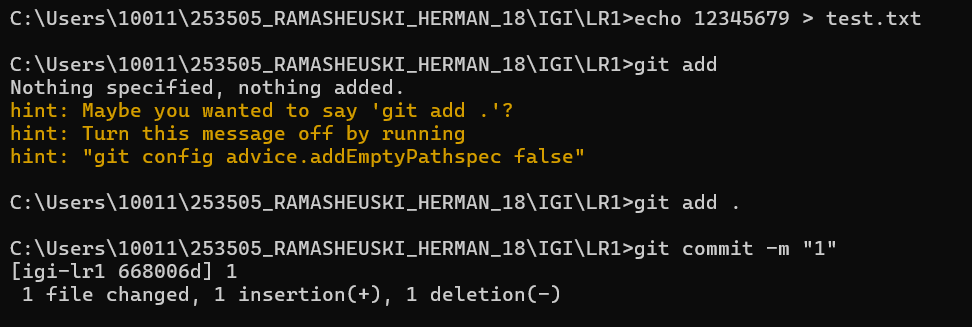 C:\Users\10011\253505_RAMASHEUSKI_HERMAN_18\IGI\LR1>echo 12345679 > test.txt
C:\Users\10011\253505_RAMASHEUSKI_HERMAN_18\IGI\LR1>git add
Nothing specified, nothing added.
hint: Maybe you wanted to say 'git add .'?
hint: Turn this message off by running
hint: "git config advice.addEmptyPathspec false"
C:\Users\10011\253505_RAMASHEUSKI_HERMAN_18\IGI\LR1>git add .
C:\Users\10011\253505_RAMASHEUSKI_HERMAN_18\IGI\LR1>git commit -m "1"
[igi-lr1 668006d] 1
 1 file changed, 1 insertion(+), 1 deletion(-)